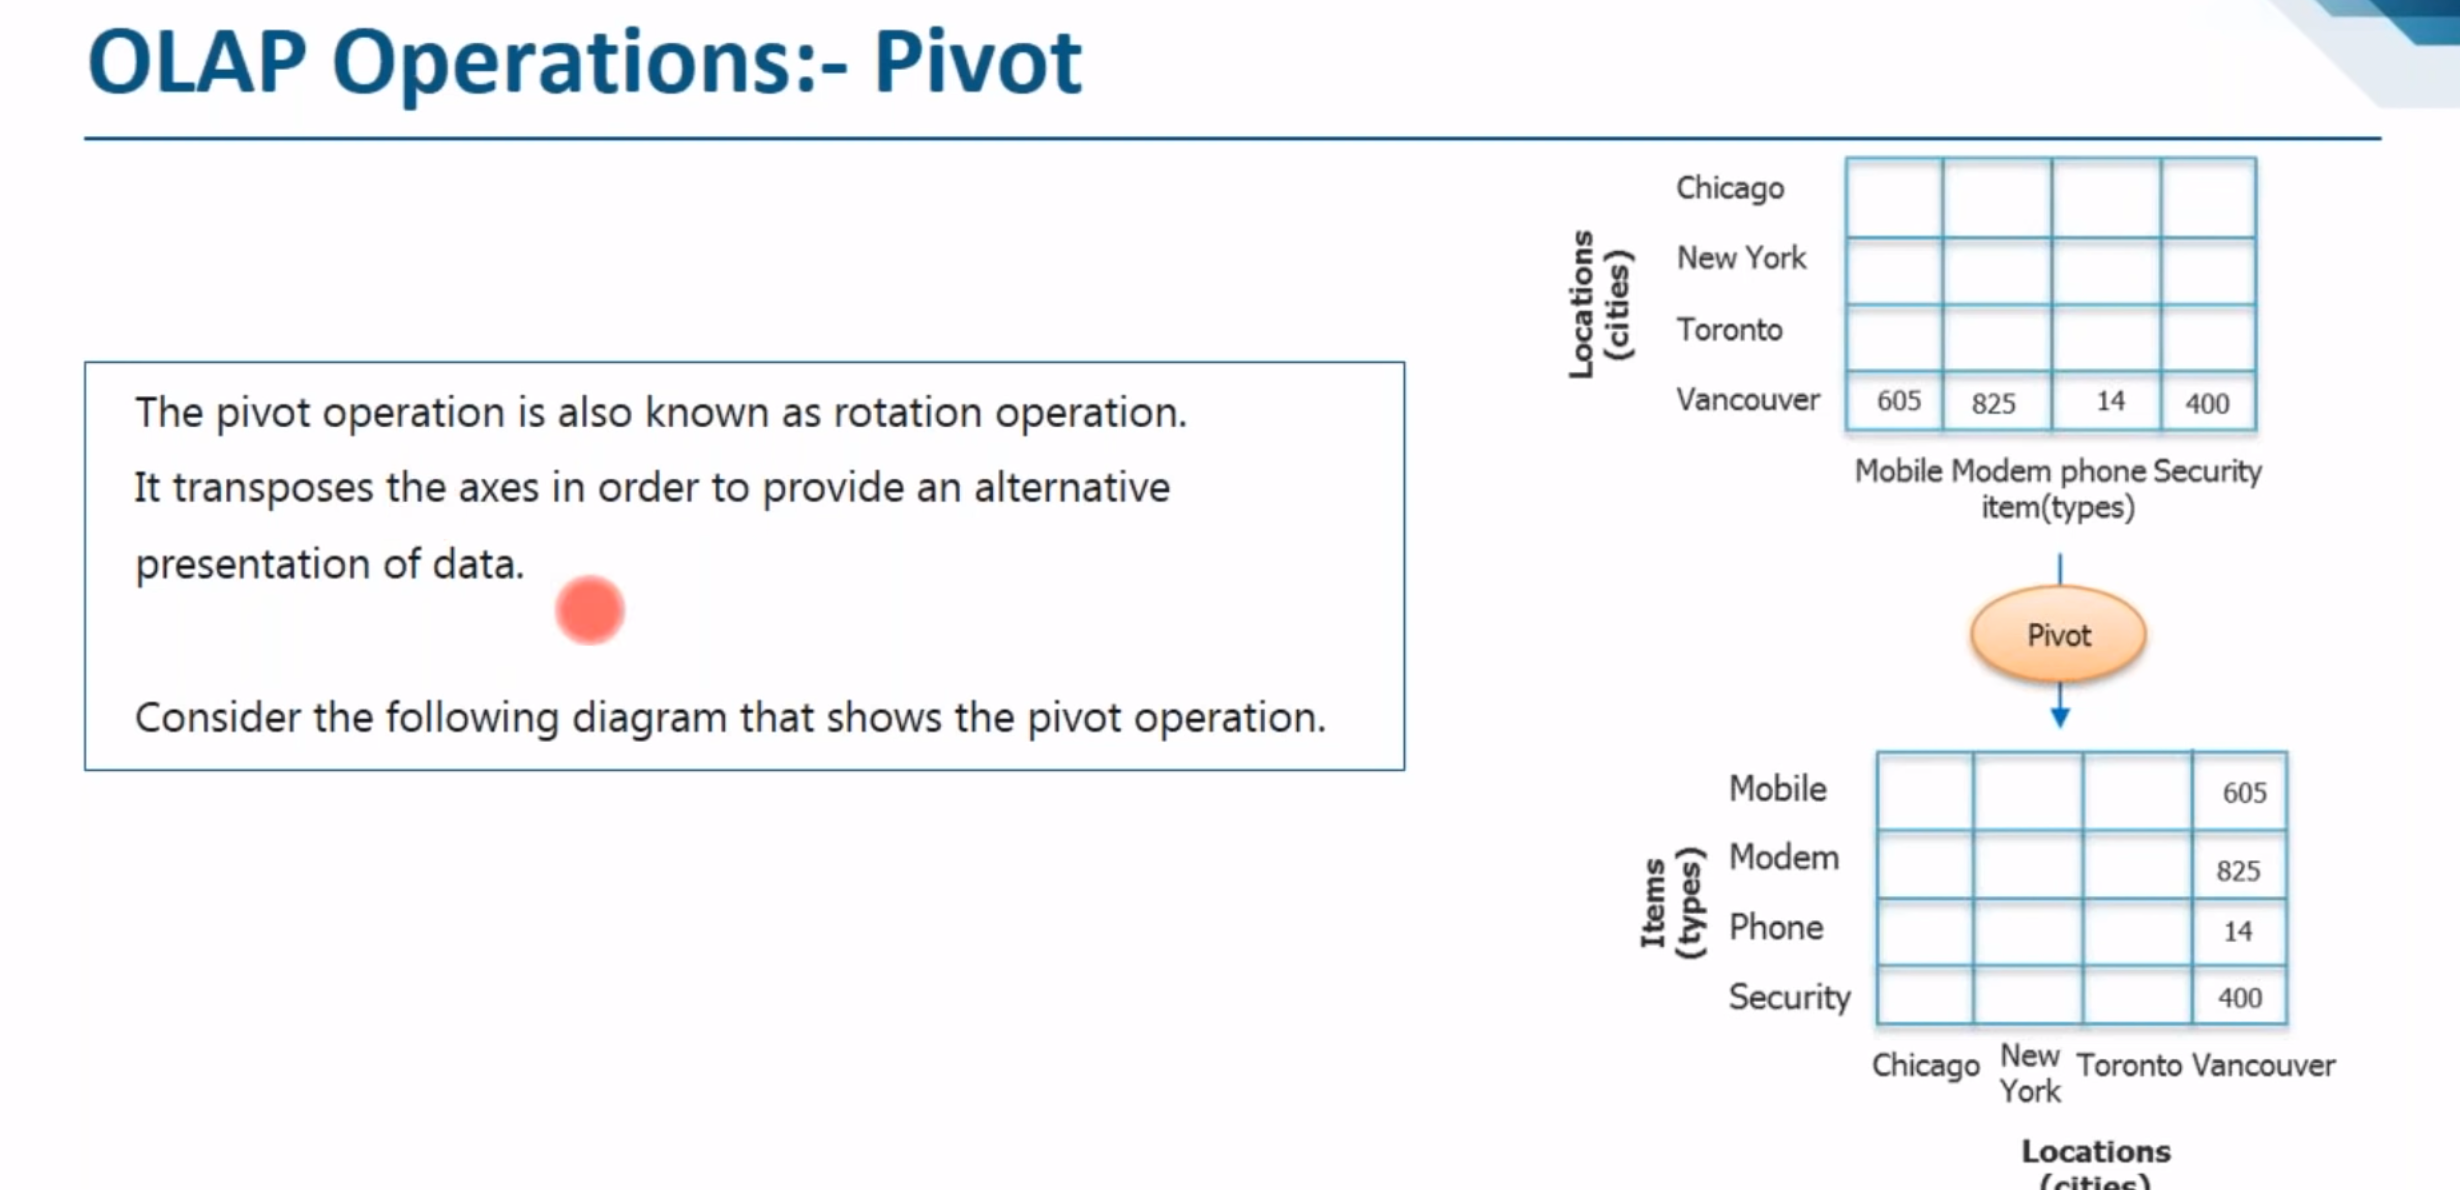 OLAP Operations:- Pivot
The pivot operation is also known as rotation operation.
It transposes the axes in order to provide an alternative
presentation of data.
Consider the following diagram that shows the pivot operation.
Locations
(cities)
Chicago
New York
Toronto
Vancouver 605 825 14 400
Mobile Modem phone Security
item(types)
Pivot
Items
(types)
Mobile 605
Modem 825
Phone 14
Security 400
Chicago New York Toronto Vancouver
Locations
(cities)